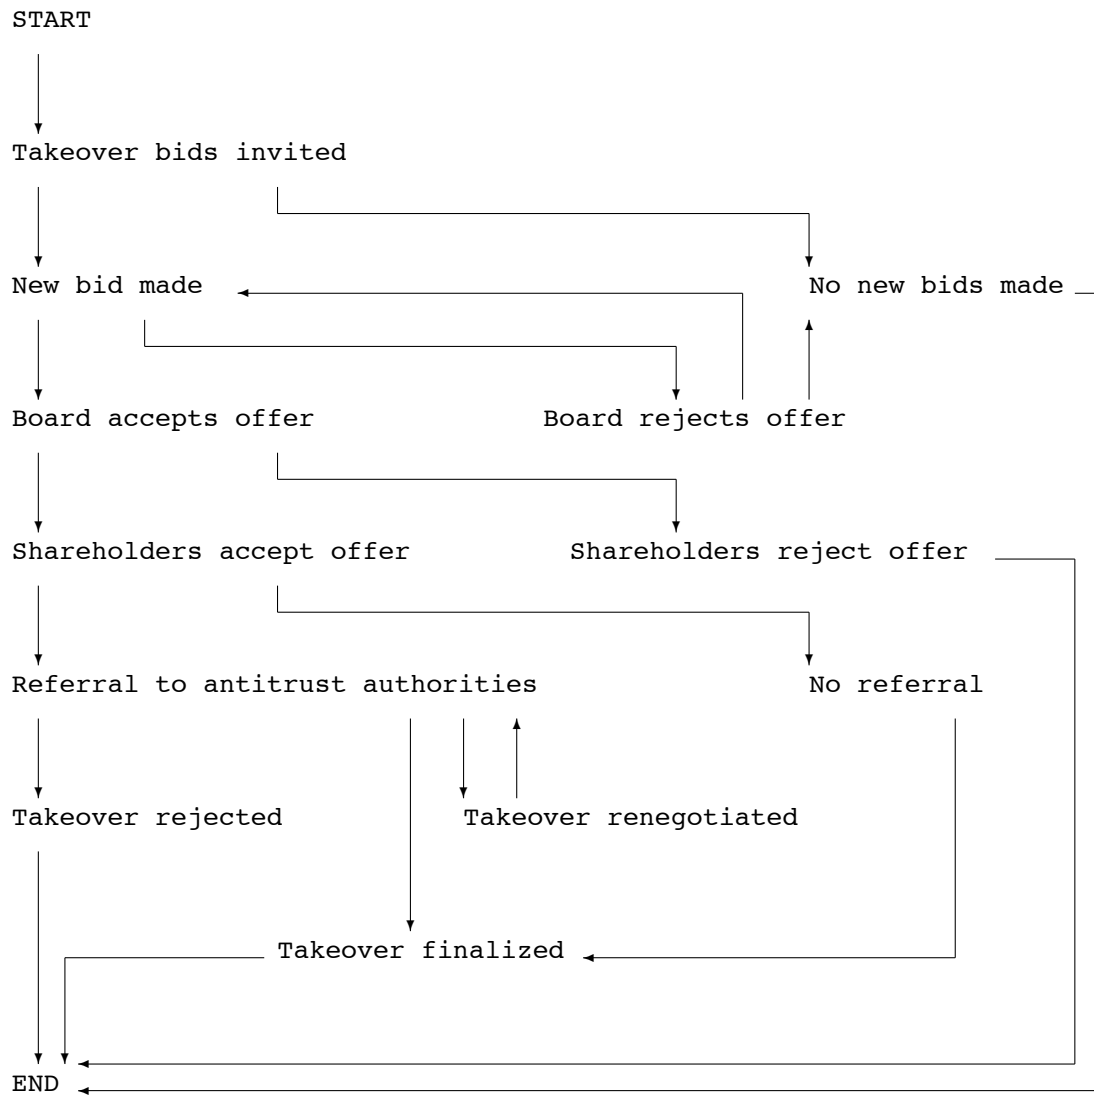 START
Takeover bids invited
New bid made
No new bids made
Board accepts offer
Board rejects offer
Shareholders accept offer
Shareholders reject offer
Referral to antitrust authorities
No referral
Takeover rejected
Takeover renegotiated
Takeover finalized
END